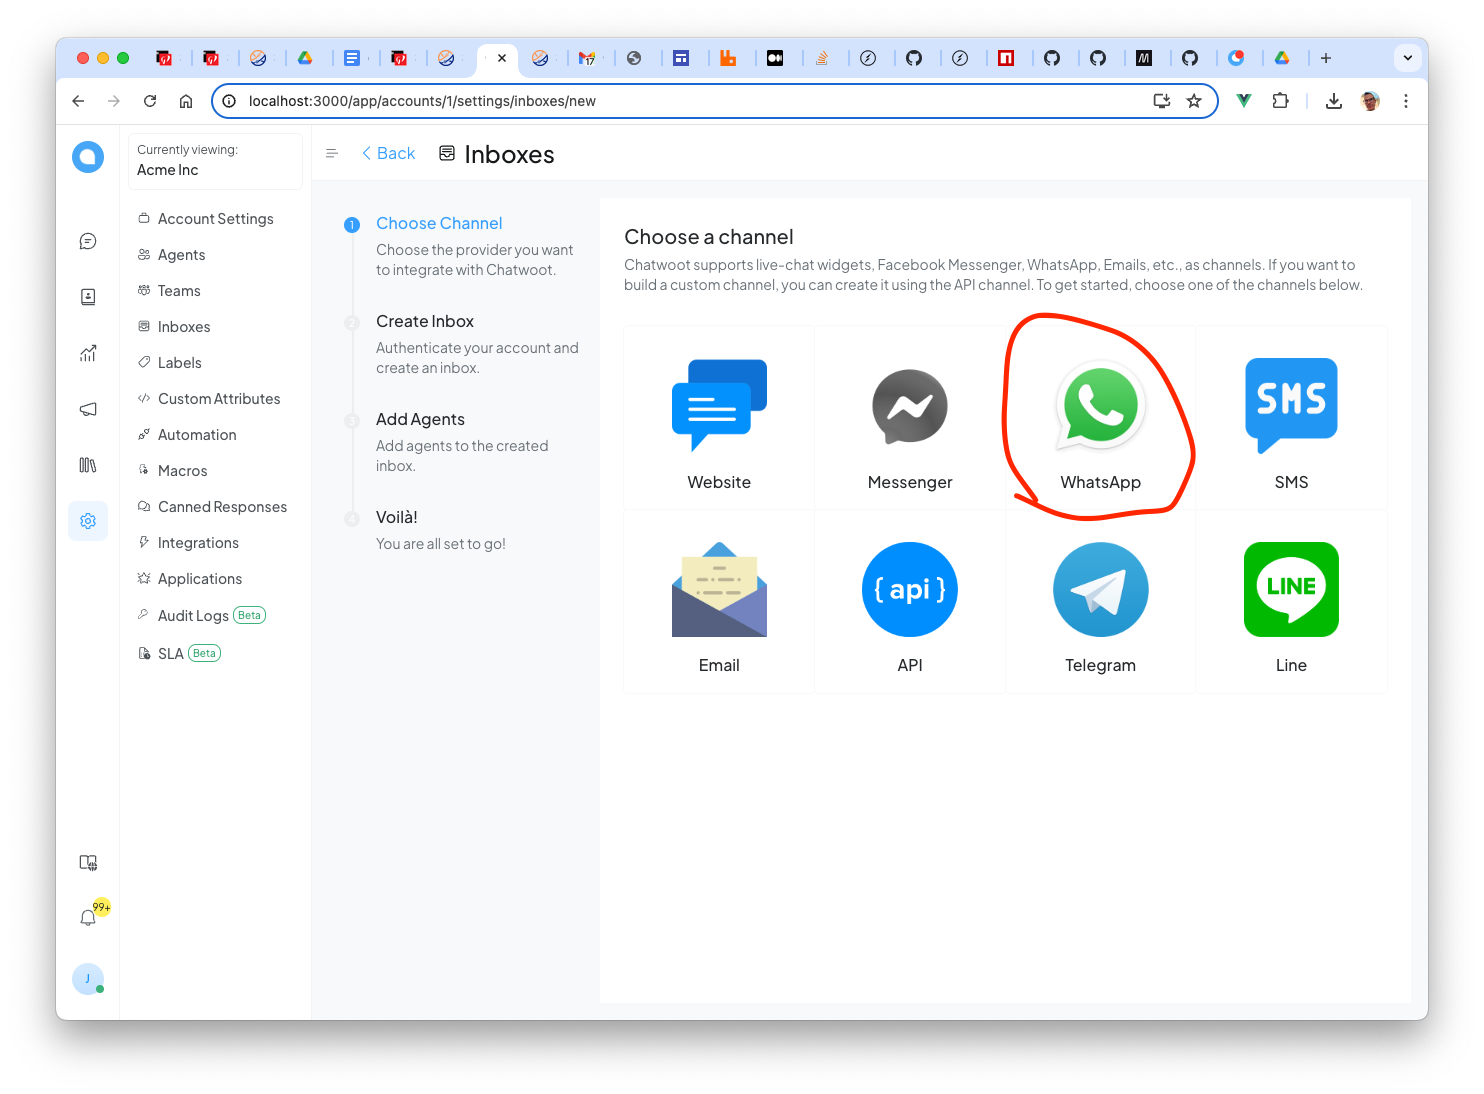 17
localhost:3000/app/accounts/1/settings/inboxes/new
Currently viewing:
Acme Inc
Back
Inboxes
Account Settings
Agents
Teams
Inboxes
Labels
Custom Attributes
Automation
Macros
Canned Responses
Integrations
Applications
Audit Logs Beta
SLA Beta
99+
J
1
Choose Channel
Choose the provider you want
to integrate with Chatwoot.
2
Create Inbox
Authenticate your account and
create an inbox.
3
Add Agents
Add agents to the created
inbox.
4
Voilà!
You are all set to go!
Choose a channel
Chatwoot supports live-chat widgets, Facebook Messenger, WhatsApp, Emails, etc., as channels. If you want to
build a custom channel, you can create it using the API channel. To get started, choose one of the channels below.
Website
Messenger
WhatsApp
SMS
SMS
Email
{ api }
API
Telegram
LINE
Line